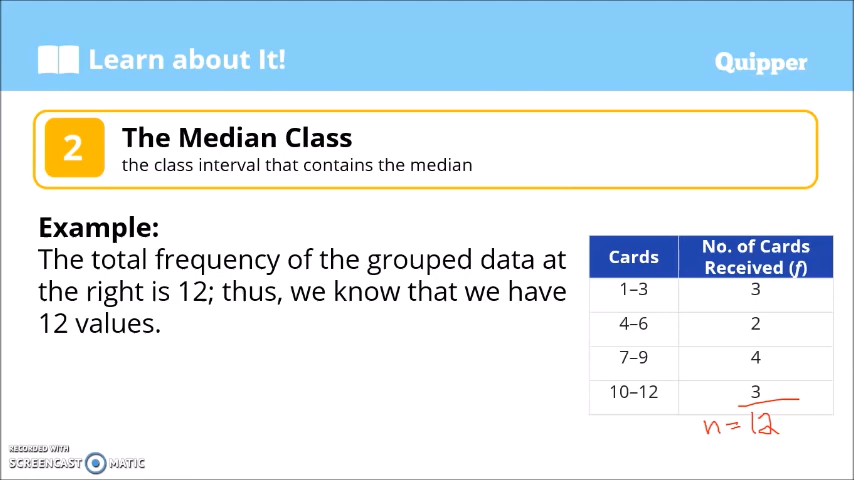 Learn about It!
Quipper
2
The Median Class
the class interval that contains the median
Example:
The total frequency of the grouped data at
the right is 12; thus, we know that we have
12 values.
Cards No. of Cards
Received (f)
1–3 3
4–6 2
7–9 4
10–12 3
n = 12
RECORDED WITH
SCREENCAST MATIC